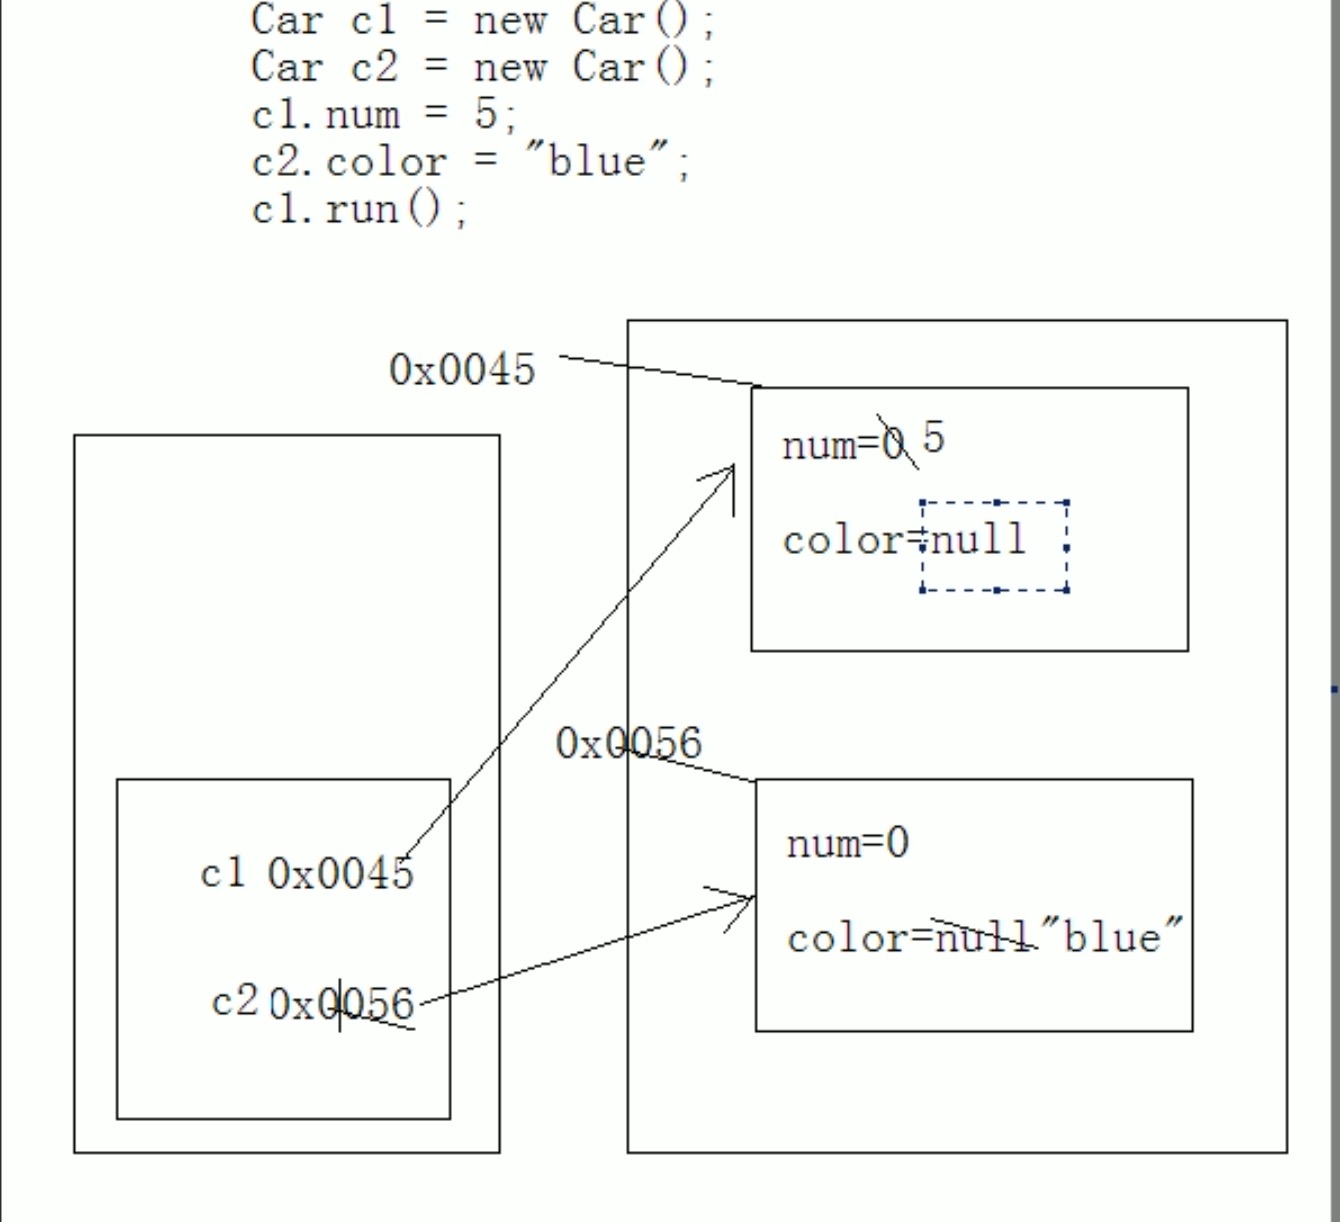 Car c1 = new Car();
Car c2 = new Car();
c1.num = 5;
c2.color = "blue";
c1.run();
0x0045
num=0 5
color=null
0x0056
c1 0x0045
num=0
color=null"blue"
c2 0x0056